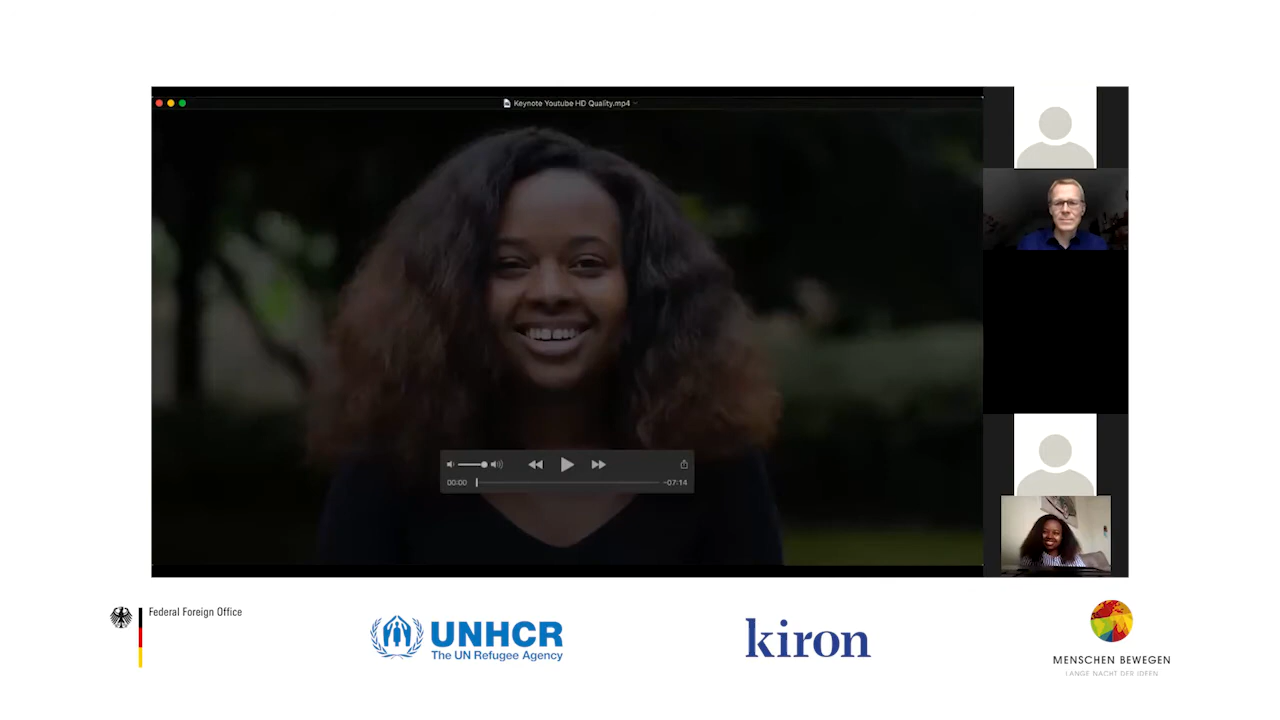 Keynote Youtube HD Quality.mp4
00:00
-07:14
Federal Foreign Office
UNHCR
The UN Refugee Agency
kiron
MENSCHEN BEWEGEN
LANGE NACHT DER IDEEN